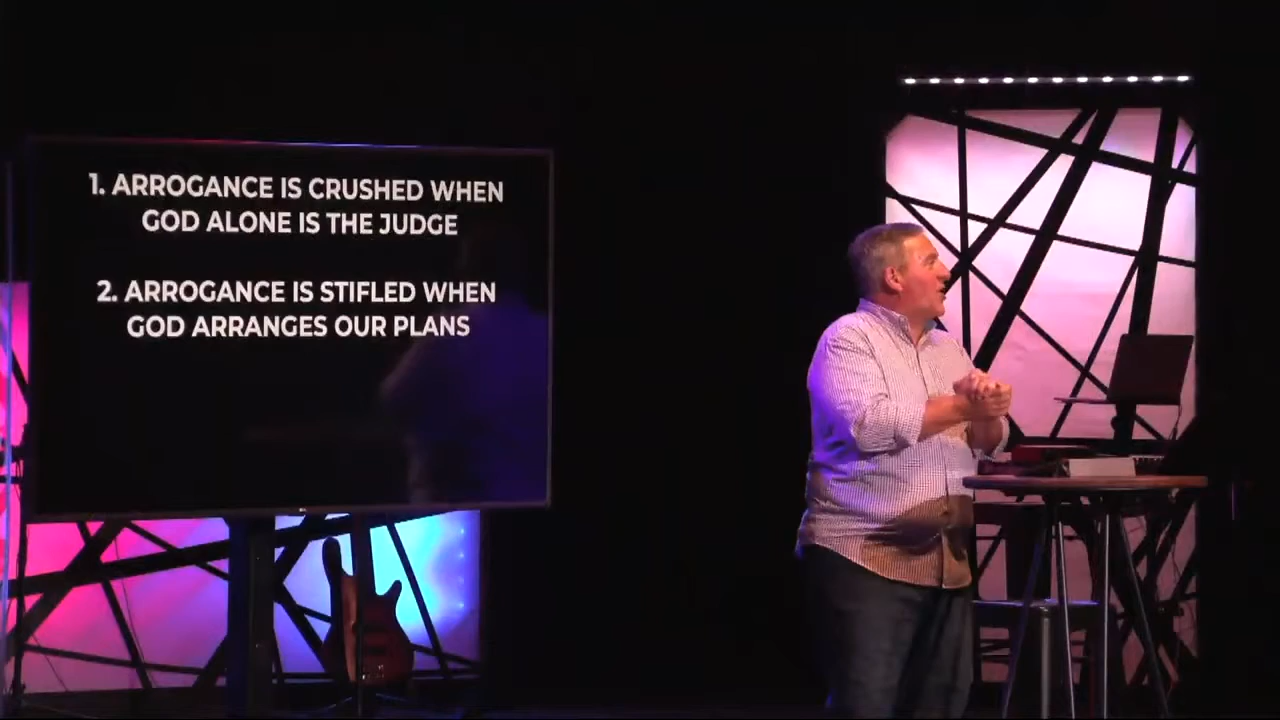 1. ARROGANCE IS CRUSHED WHEN
GOD ALONE IS THE JUDGE
2. ARROGANCE IS STIFLED WHEN
GOD ARRANGES OUR PLANS